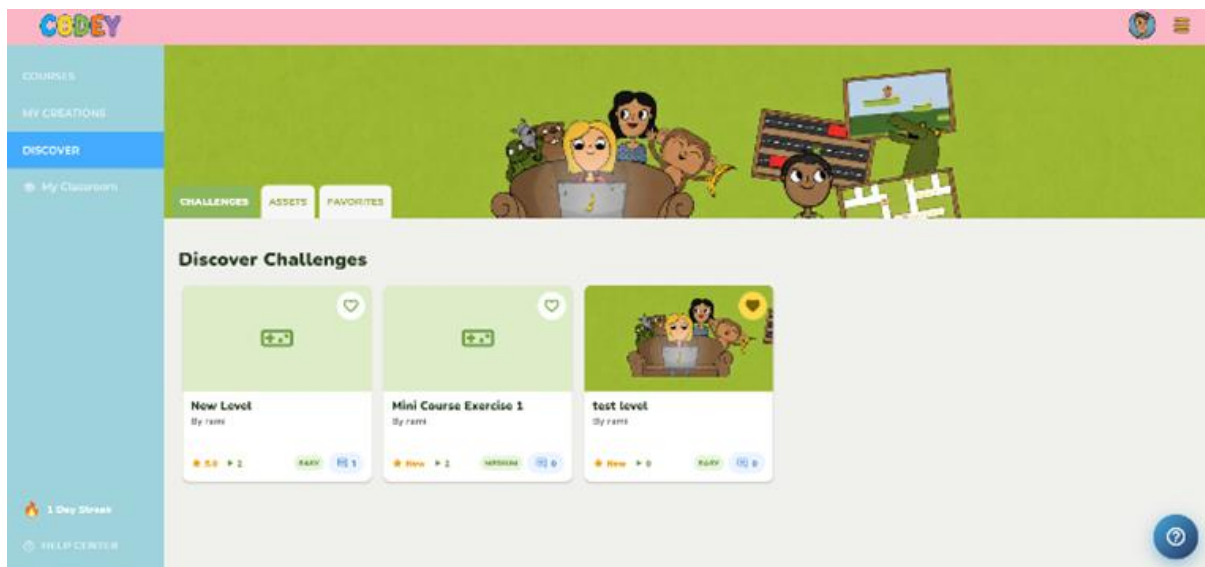 CODEY
COURSES
MY CREATIONS
DISCOVER
My Classroom
CHALLENGES ASSETS FAVORITES
Discover Challenges
New Level
By rami
5.0 2 EASY 1
Mini Course Exercise 1
By rami
New 2 MEDIUM 0
test level
By rami
New 0 EASY 0
1 Day Streak
HELP CENTER